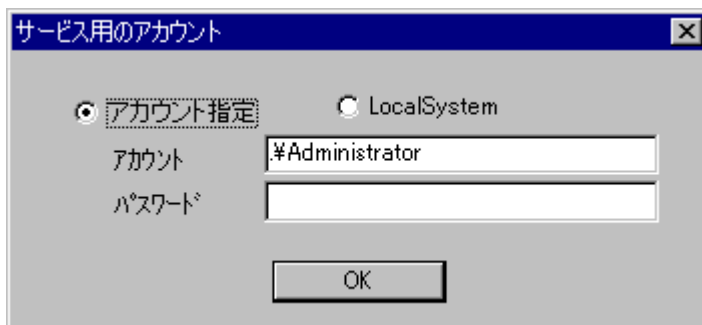 サービス用のアカウント
アカウント指定 LocalSystem
ｱｶｳﾝﾄ .¥Administrator
ﾊﾟｽﾜｰﾄﾞ
OK